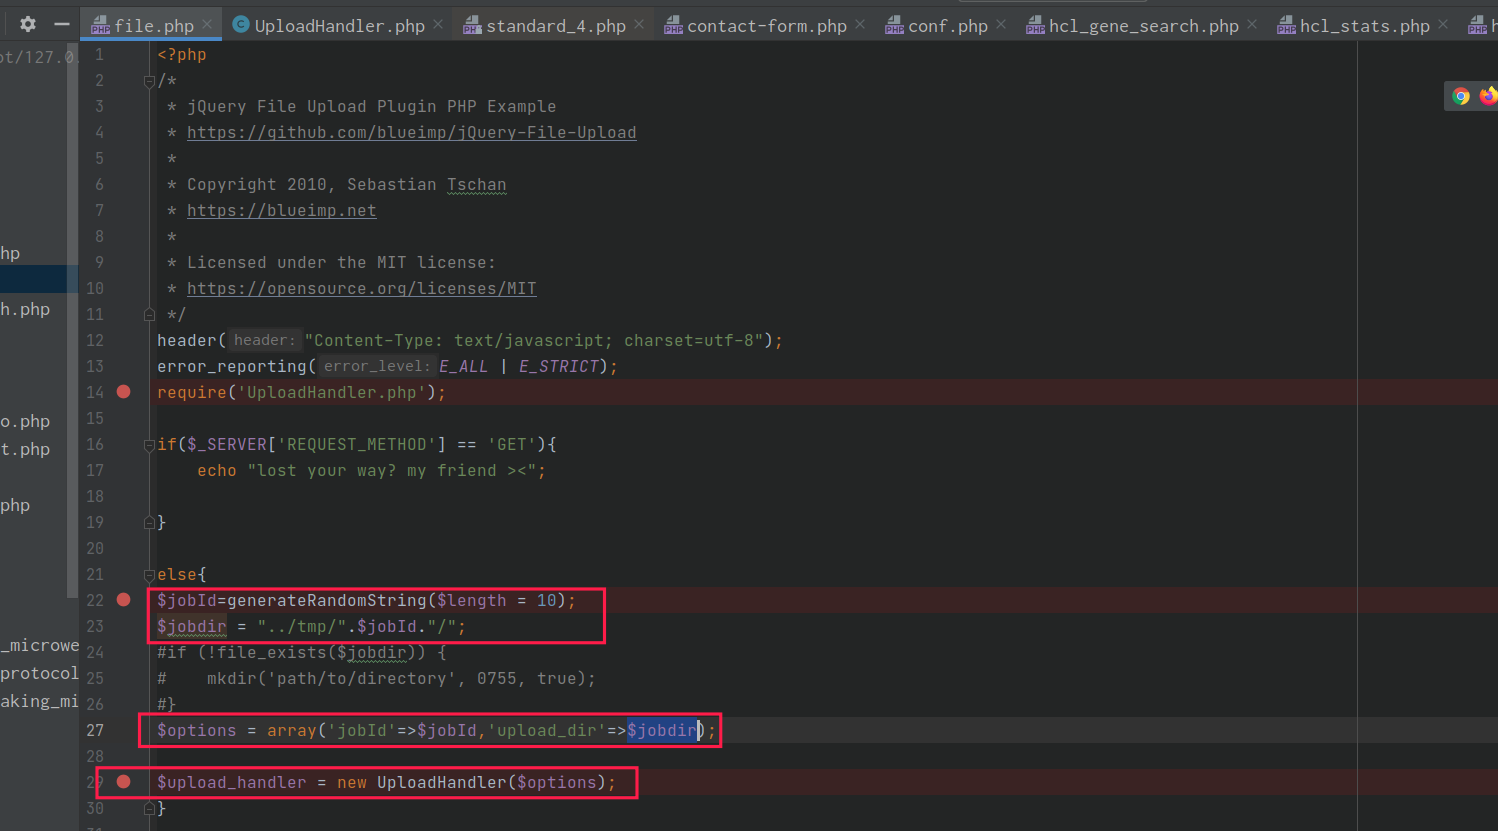 file.php UploadHandler.php standard_4.php contact-form.php conf.php hcl_gene_search.php hcl_stats.php
ot/127.0.
hp
h.php
o.php
t.php
php
_microwe
protocol
aking_mi
1 <?php
2 /*
3 * jQuery File Upload Plugin PHP Example
4 * https://github.com/blueimp/jQuery-File-Upload
5 *
6 * Copyright 2010, Sebastian Tschan
7 * https://blueimp.net
8 *
9 * Licensed under the MIT license:
10 * https://opensource.org/licenses/MIT
11 */
12 header( header: "Content-Type: text/javascript; charset=utf-8");
13 error_reporting( error_level: E_ALL | E_STRICT);
14 require('UploadHandler.php');
15
16 if($_SERVER['REQUEST_METHOD'] == 'GET'){
17 echo "lost your way? my friend ><";
18
19 }
20
21 else{
22 $jobId=generateRandomString($length = 10);
23 $jobdir = "../tmp/".$jobId."/";
24 #if (!file_exists($jobdir)) {
25 # mkdir('path/to/directory', 0755, true);
26 #}
27 $options = array('jobId'=>$jobId,'upload_dir'=>$jobdir);
28
29 $upload_handler = new UploadHandler($options);
30 }